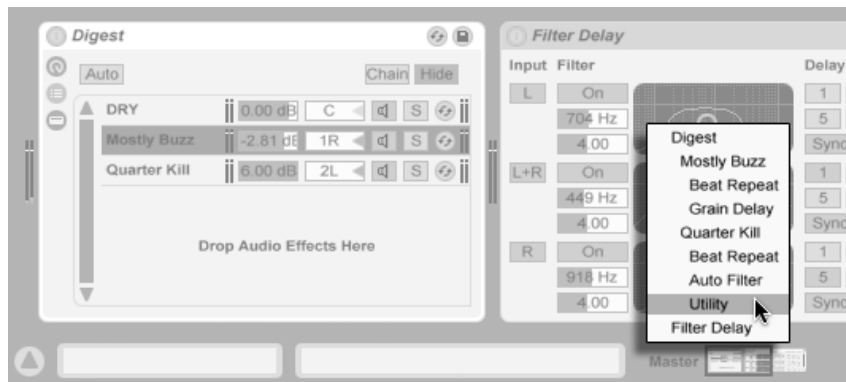 Digest
Auto
Chain Hide
DRY 0.00 dB C S
Mostly Buzz -2.81 dB 1R S
Quarter Kill 6.00 dB 2L S
Drop Audio Effects Here
Filter Delay
Input Filter Delay
L On 1
704 Hz 5
4.00 Sync
L+R On 1
449 Hz 5
4.00 Sync
R On 1
918 Hz 5
4.00 Sync
Digest
Mostly Buzz
Beat Repeat
Grain Delay
Quarter Kill
Beat Repeat
Auto Filter
Utility
Filter Delay
Master